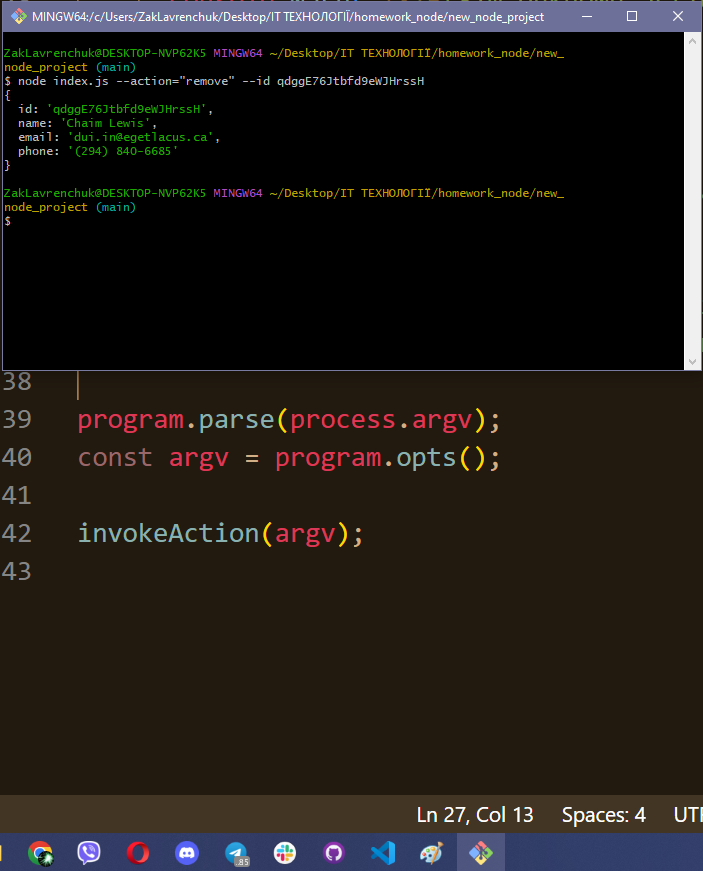 MINGW64:/c/Users/ZakLavrenchuk/Desktop/IT ТЕХНОЛОГІЇ/homework_node/new_node_project
ZakLavrenchuk@DESKTOP-NVP62K5 MINGW64 ~/Desktop/IT ТЕХНОЛОГІЇ/homework_node/new_
node_project (main)
$ node index.js --action="remove" --id qdggE76Jtbfd9eWJHrssH
{
  id: 'qdggE76Jtbfd9eWJHrssH',
  name: 'Chaim Lewis',
  email: 'dui.in@egetlacus.ca',
  phone: '(294) 840-6685'
}
ZakLavrenchuk@DESKTOP-NVP62K5 MINGW64 ~/Desktop/IT ТЕХНОЛОГІЇ/homework_node/new_
node_project (main)
$
38
39 program.parse(process.argv);
40 const argv = program.opts();
41
42 invokeAction(argv);
43
Ln 27, Col 13 Spaces: 4 UTF
85